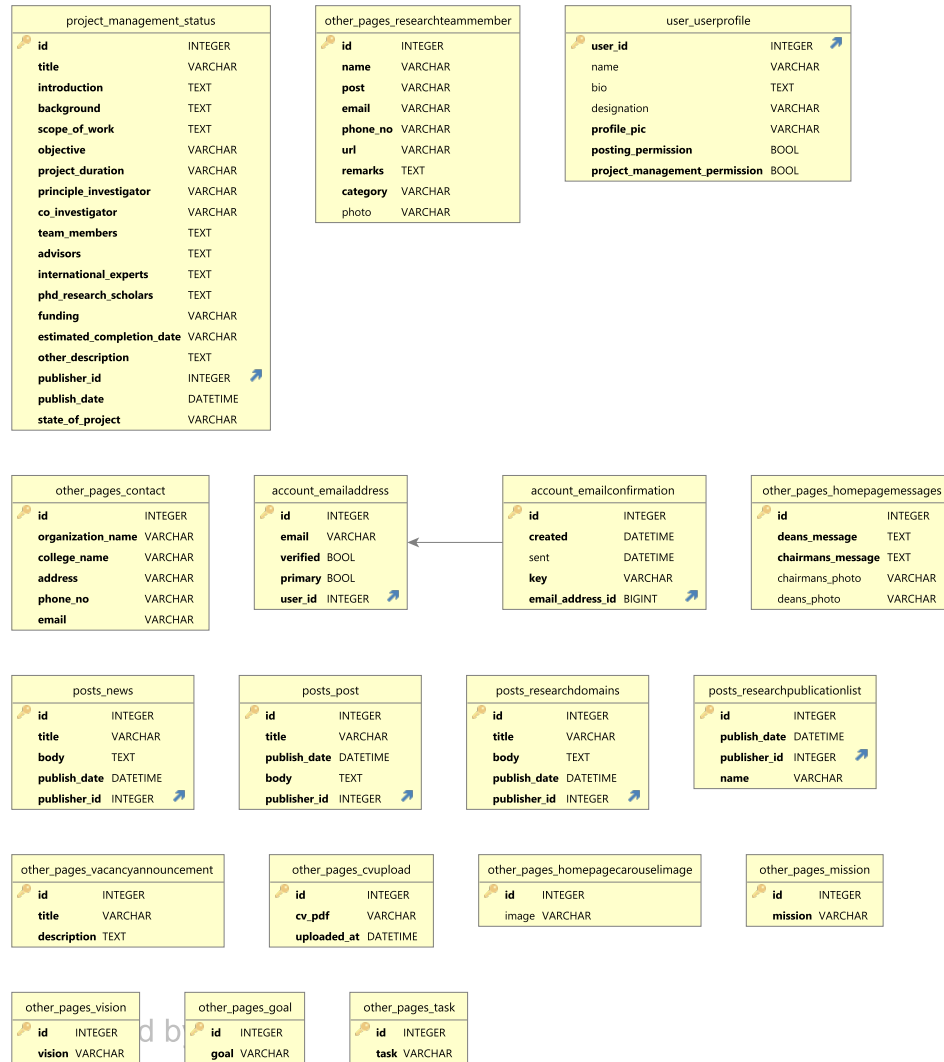 project_management_status
id INTEGER
title VARCHAR
introduction TEXT
background TEXT
scope_of_work TEXT
objective VARCHAR
project_duration VARCHAR
principle_investigator VARCHAR
co_investigator VARCHAR
team_members TEXT
advisors TEXT
international_experts TEXT
phd_research_scholars TEXT
funding VARCHAR
estimated_completion_date VARCHAR
other_description TEXT
publisher_id INTEGER
publish_date DATETIME
state_of_project VARCHAR
other_pages_researchteammember
id INTEGER
name VARCHAR
post VARCHAR
email VARCHAR
phone_no VARCHAR
url VARCHAR
remarks TEXT
category VARCHAR
photo VARCHAR
user_userprofile
user_id INTEGER
name VARCHAR
bio TEXT
designation VARCHAR
profile_pic VARCHAR
posting_permission BOOL
project_management_permission BOOL
other_pages_contact
id INTEGER
organization_name VARCHAR
college_name VARCHAR
address VARCHAR
phone_no VARCHAR
email VARCHAR
account_emailaddress
id INTEGER
email VARCHAR
verified BOOL
primary BOOL
user_id INTEGER
account_emailconfirmation
id INTEGER
created DATETIME
sent DATETIME
key VARCHAR
email_address_id BIGINT
other_pages_homepagemessages
id INTEGER
deans_message TEXT
chairmans_message TEXT
chairmans_photo VARCHAR
deans_photo VARCHAR
posts_news
id INTEGER
title VARCHAR
body TEXT
publish_date DATETIME
publisher_id INTEGER
posts_post
id INTEGER
title VARCHAR
publish_date DATETIME
body TEXT
publisher_id INTEGER
posts_researchdomains
id INTEGER
title VARCHAR
body TEXT
publish_date DATETIME
publisher_id INTEGER
posts_researchpublicationlist
id INTEGER
publish_date DATETIME
publisher_id INTEGER
name VARCHAR
other_pages_vacancyannouncement
id INTEGER
title VARCHAR
description TEXT
other_pages_cvupload
id INTEGER
cv_pdf VARCHAR
uploaded_at DATETIME
other_pages_homepagecarouselimage
id INTEGER
image VARCHAR
other_pages_mission
id INTEGER
mission VARCHAR
other_pages_vision
id INTEGER
vision VARCHAR
other_pages_goal
id INTEGER
goal VARCHAR
other_pages_task
id INTEGER
task VARCHAR